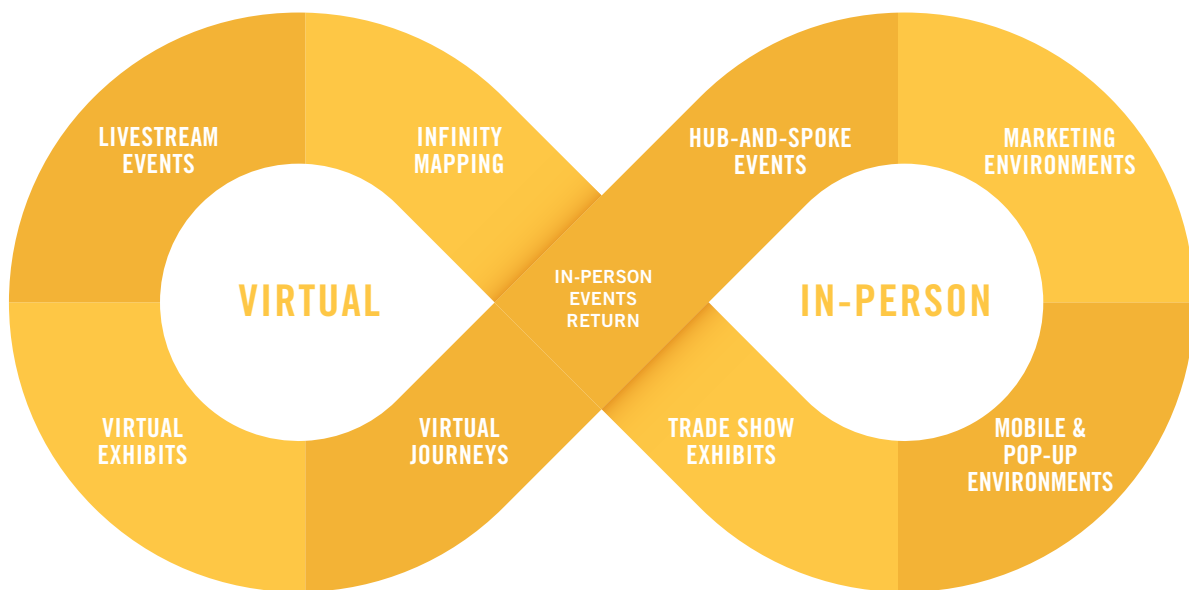 LIVESTREAM
EVENTS
INFINITY
MAPPING
HUB-AND-SPOKE
EVENTS
MARKETING
ENVIRONMENTS
VIRTUAL
IN-PERSON
EVENTS
RETURN
IN-PERSON
VIRTUAL
EXHIBITS
VIRTUAL
JOURNEYS
TRADE SHOW
EXHIBITS
MOBILE &
POP-UP
ENVIRONMENTS